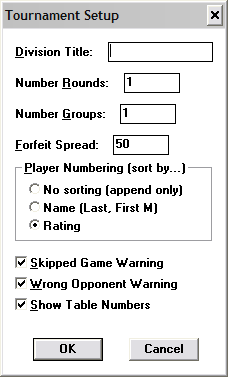 Tournament Setup
Division Title:
Number Rounds: 1
Number Groups: 1
Forfeit Spread: 50
Player Numbering (sort by...)
No sorting (append only)
Name (Last, First M)
Rating
Skipped Game Warning
Wrong Opponent Warning
Show Table Numbers
OK Cancel